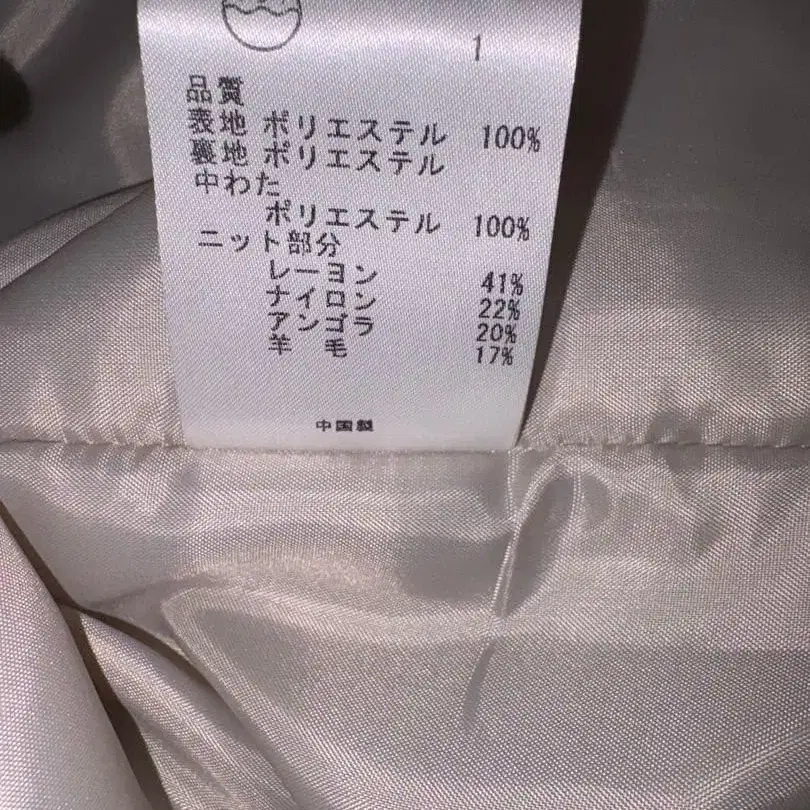 1
品質
表地 ポリエステル 100%
裏地 ポリエステル
中わた
ポリエステル 100%
ニット部分
レーヨン 41%
ナイロン 22%
アンゴラ 20%
羊 毛 17%
中国製